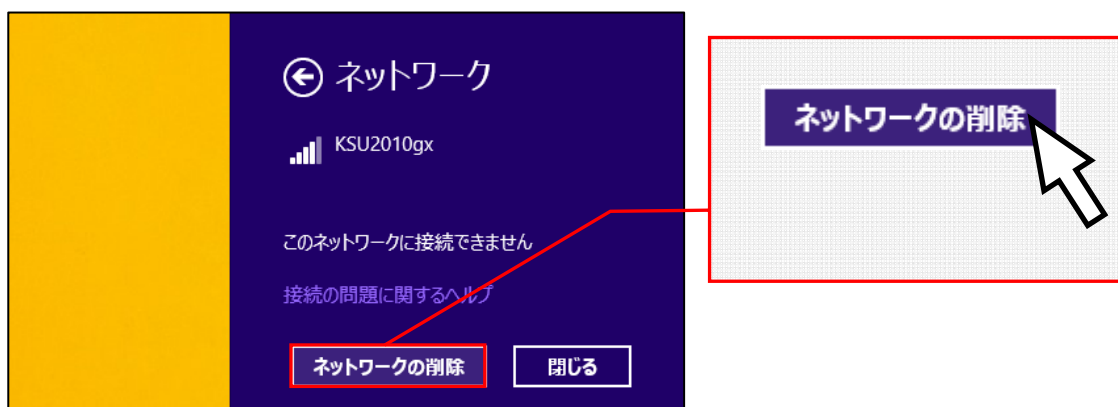 ネットワーク
KSU2010gx
このネットワークに接続できません
接続の問題に関するヘルプ
ネットワークの削除
閉じる
ネットワークの削除